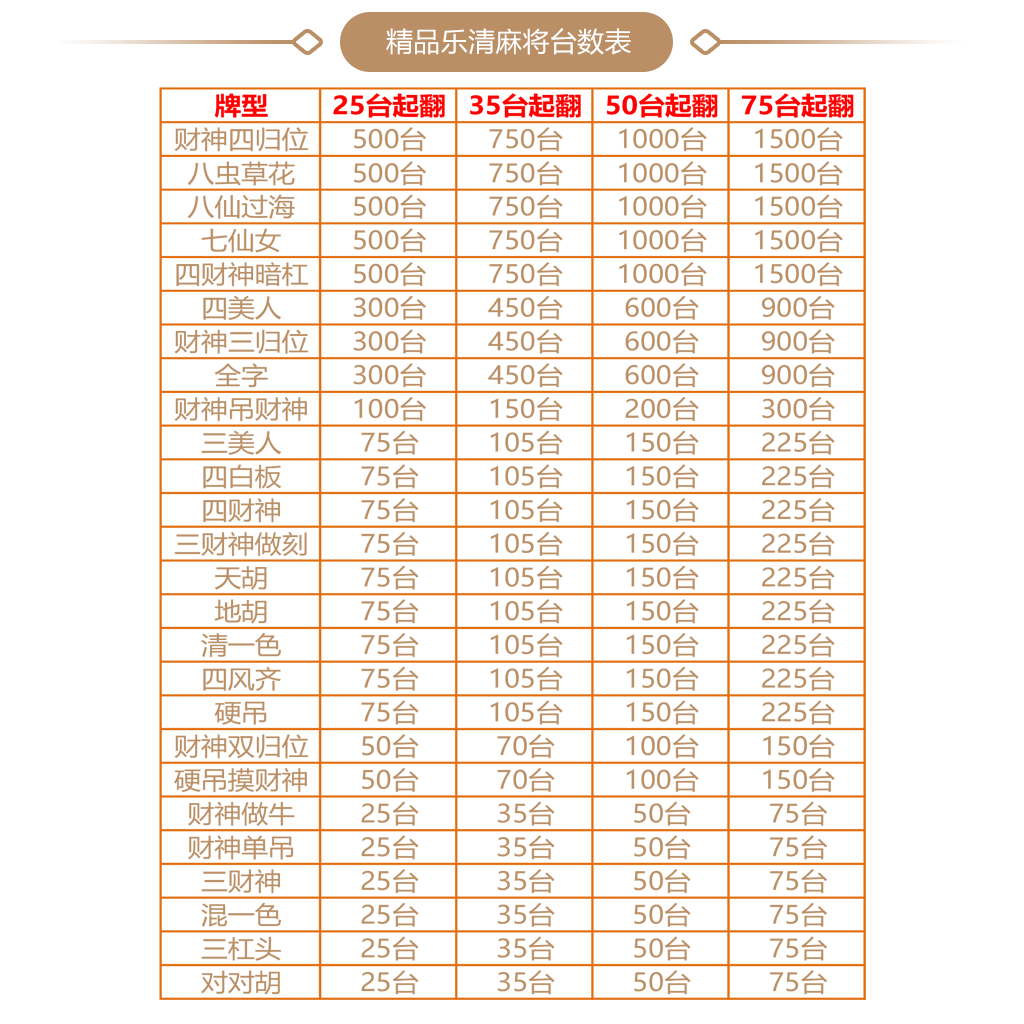 精品乐清麻将台数表
牌型 25台起翻 35台起翻 50台起翻 75台起翻
财神四归位 500台 750台 1000台 1500台
八虫草花 500台 750台 1000台 1500台
八仙过海 500台 750台 1000台 1500台
七仙女 500台 750台 1000台 1500台
四财神暗杠 500台 750台 1000台 1500台
四美人 300台 450台 600台 900台
财神三归位 300台 450台 600台 900台
全字 300台 450台 600台 900台
财神吊财神 100台 150台 200台 300台
三美人 75台 105台 150台 225台
四白板 75台 105台 150台 225台
四财神 75台 105台 150台 225台
三财神做刻 75台 105台 150台 225台
天胡 75台 105台 150台 225台
地胡 75台 105台 150台 225台
清一色 75台 105台 150台 225台
四风齐 75台 105台 150台 225台
硬吊 75台 105台 150台 225台
财神双归位 50台 70台 100台 150台
硬吊摸财神 50台 70台 100台 150台
财神做牛 25台 35台 50台 75台
财神单吊 25台 35台 50台 75台
三财神 25台 35台 50台 75台
混一色 25台 35台 50台 75台
三杠头 25台 35台 50台 75台
对对胡 25台 35台 50台 75台